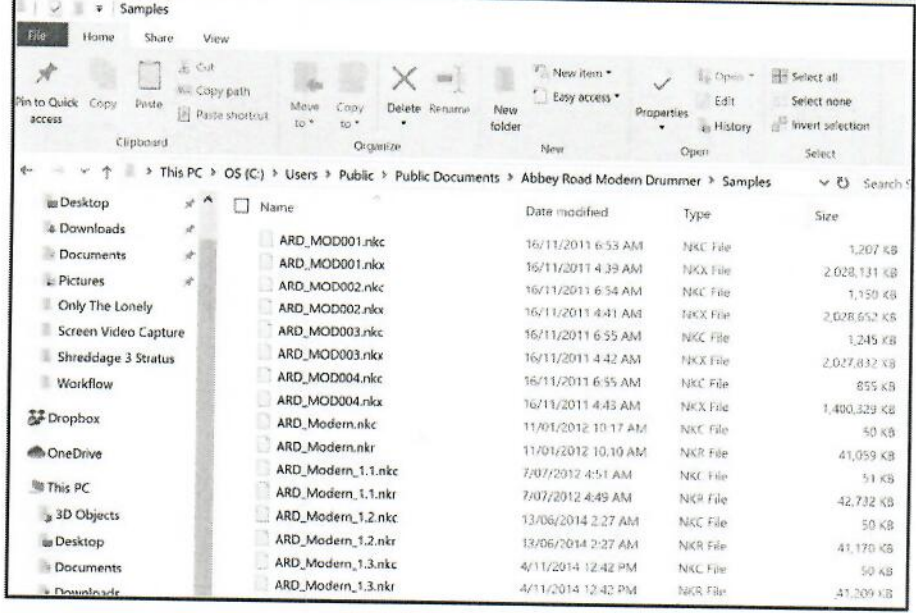 Samples
File Home Share View
Pin to Quick access
Copy
Paste
Cut
Copy path
Paste shortcut
Clipboard
Move to
Copy to
Delete
Rename
Organize
New folder
New item
Easy access
New
Properties
Open
Edit
History
Open
Select all
Select none
Invert selection
Select
> This PC > OS (C:) > Users > Public > Public Documents > Abbey Road Modern Drummer > Samples
Search S
Desktop
Downloads
Documents
Pictures
Only The Lonely
Screen Video Capture
Shreddage 3 Stratus
Workflow
Dropbox
OneDrive
This PC
3D Objects
Desktop
Documents
Downloads
Name Date modified Type Size
ARD_MOD001.nkc 16/11/2011 6:53 AM NKC File 1,207 KB
ARD_MOD001.nkx 16/11/2011 4:39 AM NKX File 2,028,131 KB
ARD_MOD002.nkc 16/11/2011 6:54 AM NKC File 1,150 KB
ARD_MOD002.nkx 16/11/2011 4:41 AM NKX File 2,028,652 KB
ARD_MOD003.nkc 16/11/2011 6:55 AM NKC File 1,245 KB
ARD_MOD003.nkx 16/11/2011 4:42 AM NKX File 2,027,832 KB
ARD_MOD004.nkc 16/11/2011 6:55 AM NKC File 855 KB
ARD_MOD004.nkx 16/11/2011 4:43 AM NKX File 1,400,329 KB
ARD_Modern.nkc 11/01/2012 10:17 AM NKC File 50 KB
ARD_Modern.nkr 11/01/2012 10:10 AM NKR File 41,059 KB
ARD_Modern_1.1.nkc 7/07/2012 4:51 AM NKC File 51 KB
ARD_Modern_1.1.nkr 7/07/2012 4:49 AM NKR File 42,732 KB
ARD_Modern_1.2.nkc 13/06/2014 2:27 AM NKC File 50 KB
ARD_Modern_1.2.nkr 13/06/2014 2:27 AM NKR File 41,170 KB
ARD_Modern_1.3.nkc 4/11/2014 12:42 PM NKC File 50 KB
ARD_Modern_1.3.nkr 4/11/2014 12:42 PM NKR File 41,209 KB